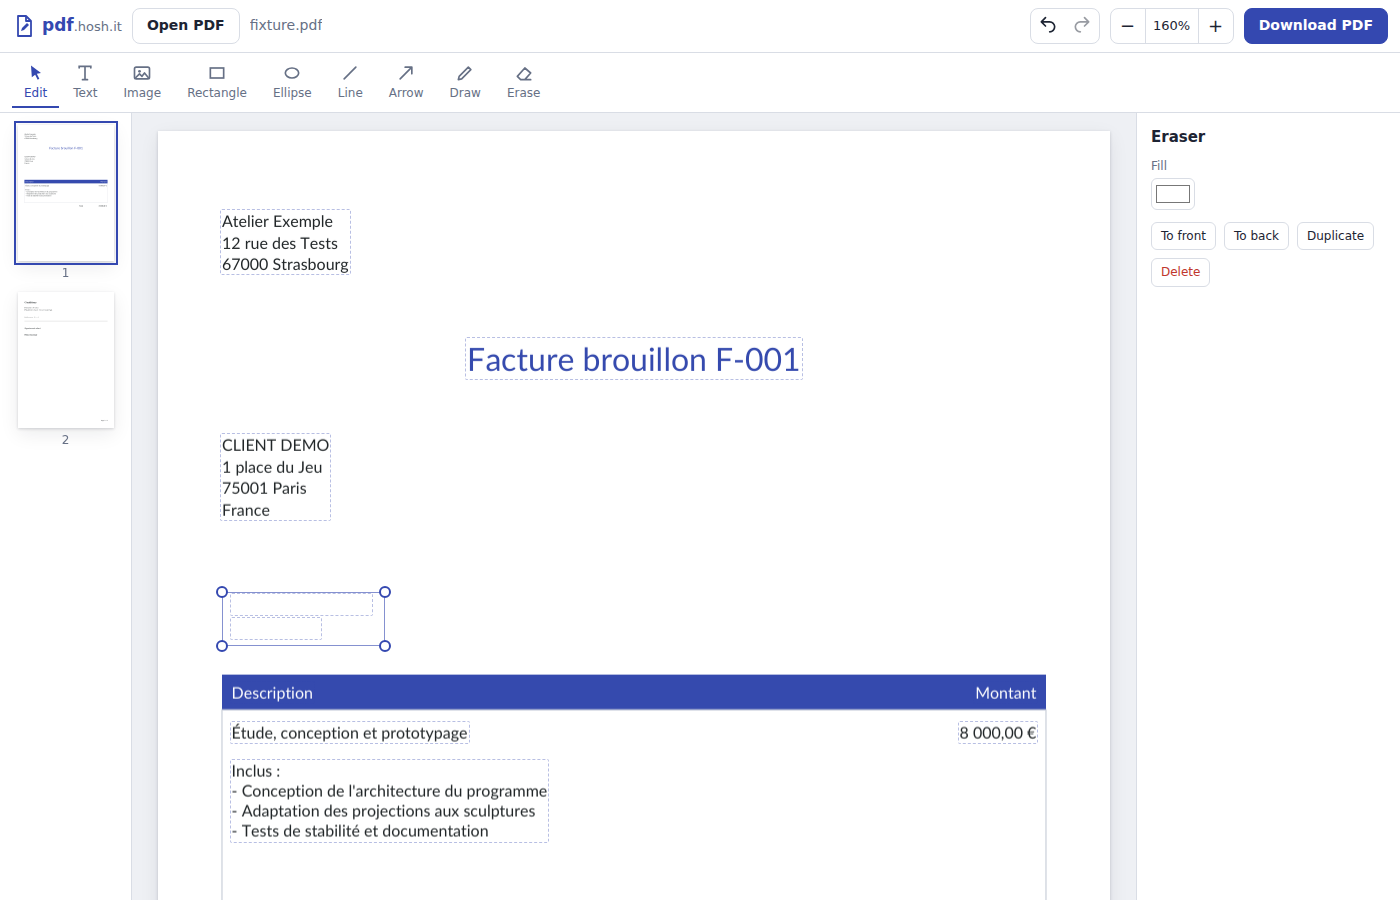 pdf.hosh.it
Open PDF
fixture.pdf
160%
Download PDF
Edit
Text
Image
Rectangle
Ellipse
Line
Arrow
Draw
Erase
1
2
Atelier Exemple
12 rue des Tests
67000 Strasbourg
Facture brouillon F-001
CLIENT DEMO
1 place du Jeu
75001 Paris
France
Description Montant
Étude, conception et prototypage 8 000,00 €
Inclus :
- Conception de l'architecture du programme
- Adaptation des projections aux sculptures
- Tests de stabilité et documentation
Eraser
Fill
To front
To back
Duplicate
Delete